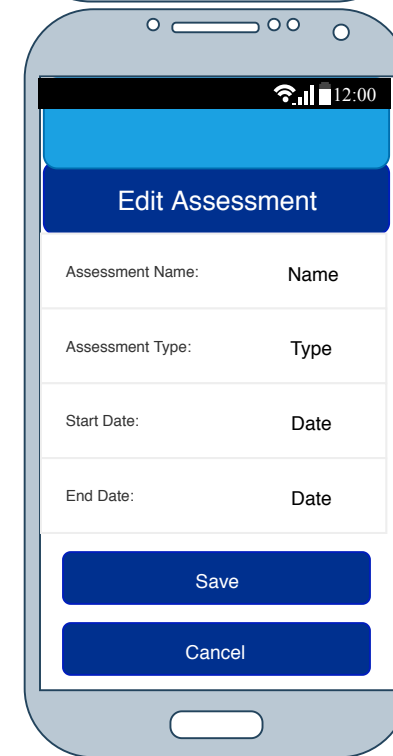 12:00
Edit Assessment
Assessment Name: Name
Assessment Type: Type
Start Date: Date
End Date: Date
Save
Cancel